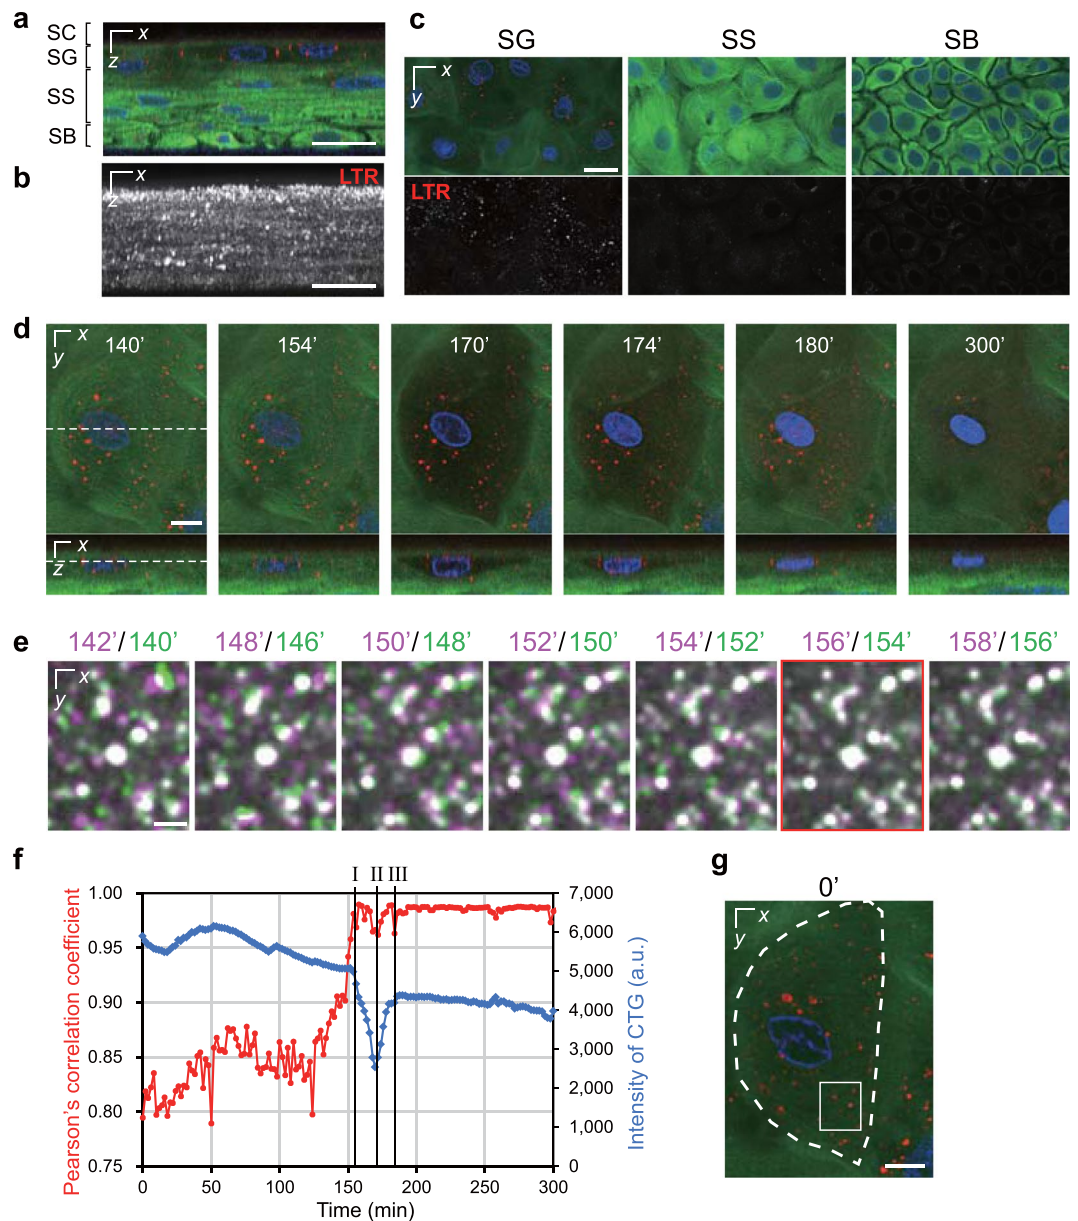 a
SC
SG
SS
SB
x
z
b
x
z
LTR
c
SG SS SB
x
y
LTR
d
x
y
140’ 154’ 170’ 174’ 180’ 300’
x
z
e
142’/140’ 148’/146’ 150’/148’ 152’/150’ 154’/152’ 156’/154’ 158’/156’
x
y
f
I II III
Pearson’s correlation coefficient
1.00
0.95
0.90
0.85
0.80
0.75
7,000
6,000
5,000
4,000
3,000
2,000
1,000
0
Intensity of CTG (a.u.)
0 50 100 150 200 250 300
Time (min)
g
0’
x
y